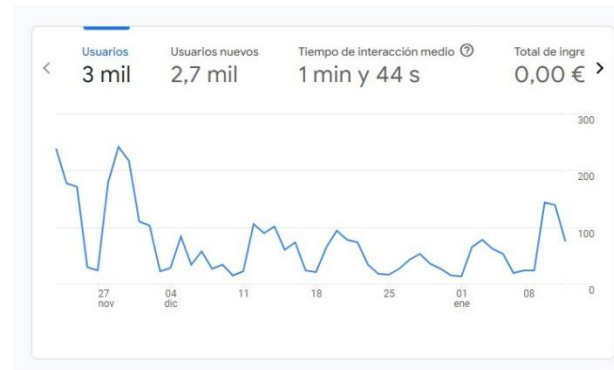 Usuarios
3 mil
Usuarios nuevos
2,7 mil
Tiempo de interacción medio
1 min y 44 s
Total de ingre
0,00 €
300
200
100
0
27
nov
04
dic
11
18
25
01
ene
08